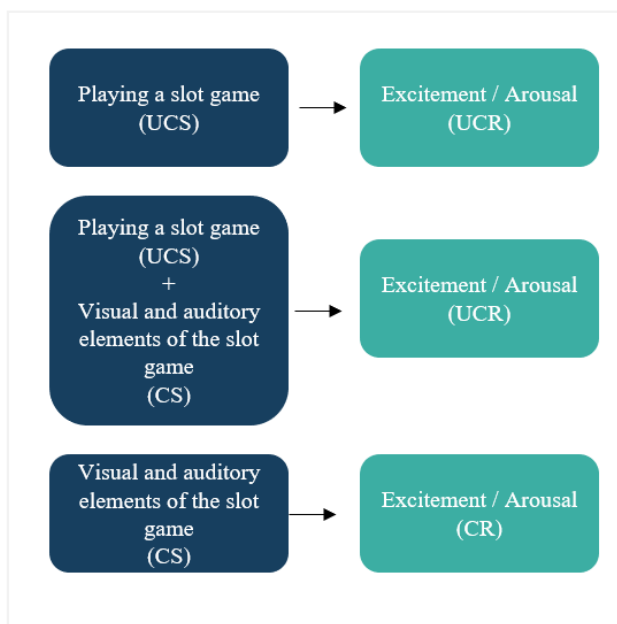 Playing a slot game
(UCS)
Excitement / Arousal
(UCR)
Playing a slot game
(UCS)
+
Visual and auditory
elements of the slot
game
(CS)
Excitement / Arousal
(UCR)
Visual and auditory
elements of the slot
game
(CS)
Excitement / Arousal
(CR)